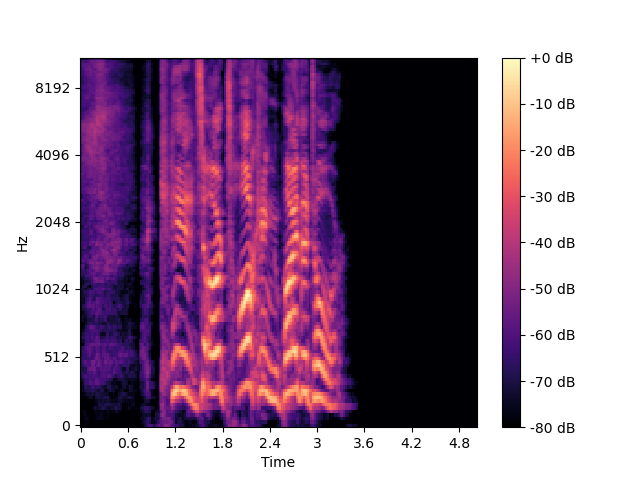 8192
4096
2048
1024
512
0
Hz
0 0.6 1.2 1.8 2.4 3 3.6 4.2 4.8
Time
+0 dB
-10 dB
-20 dB
-30 dB
-40 dB
-50 dB
-60 dB
-70 dB
-80 dB